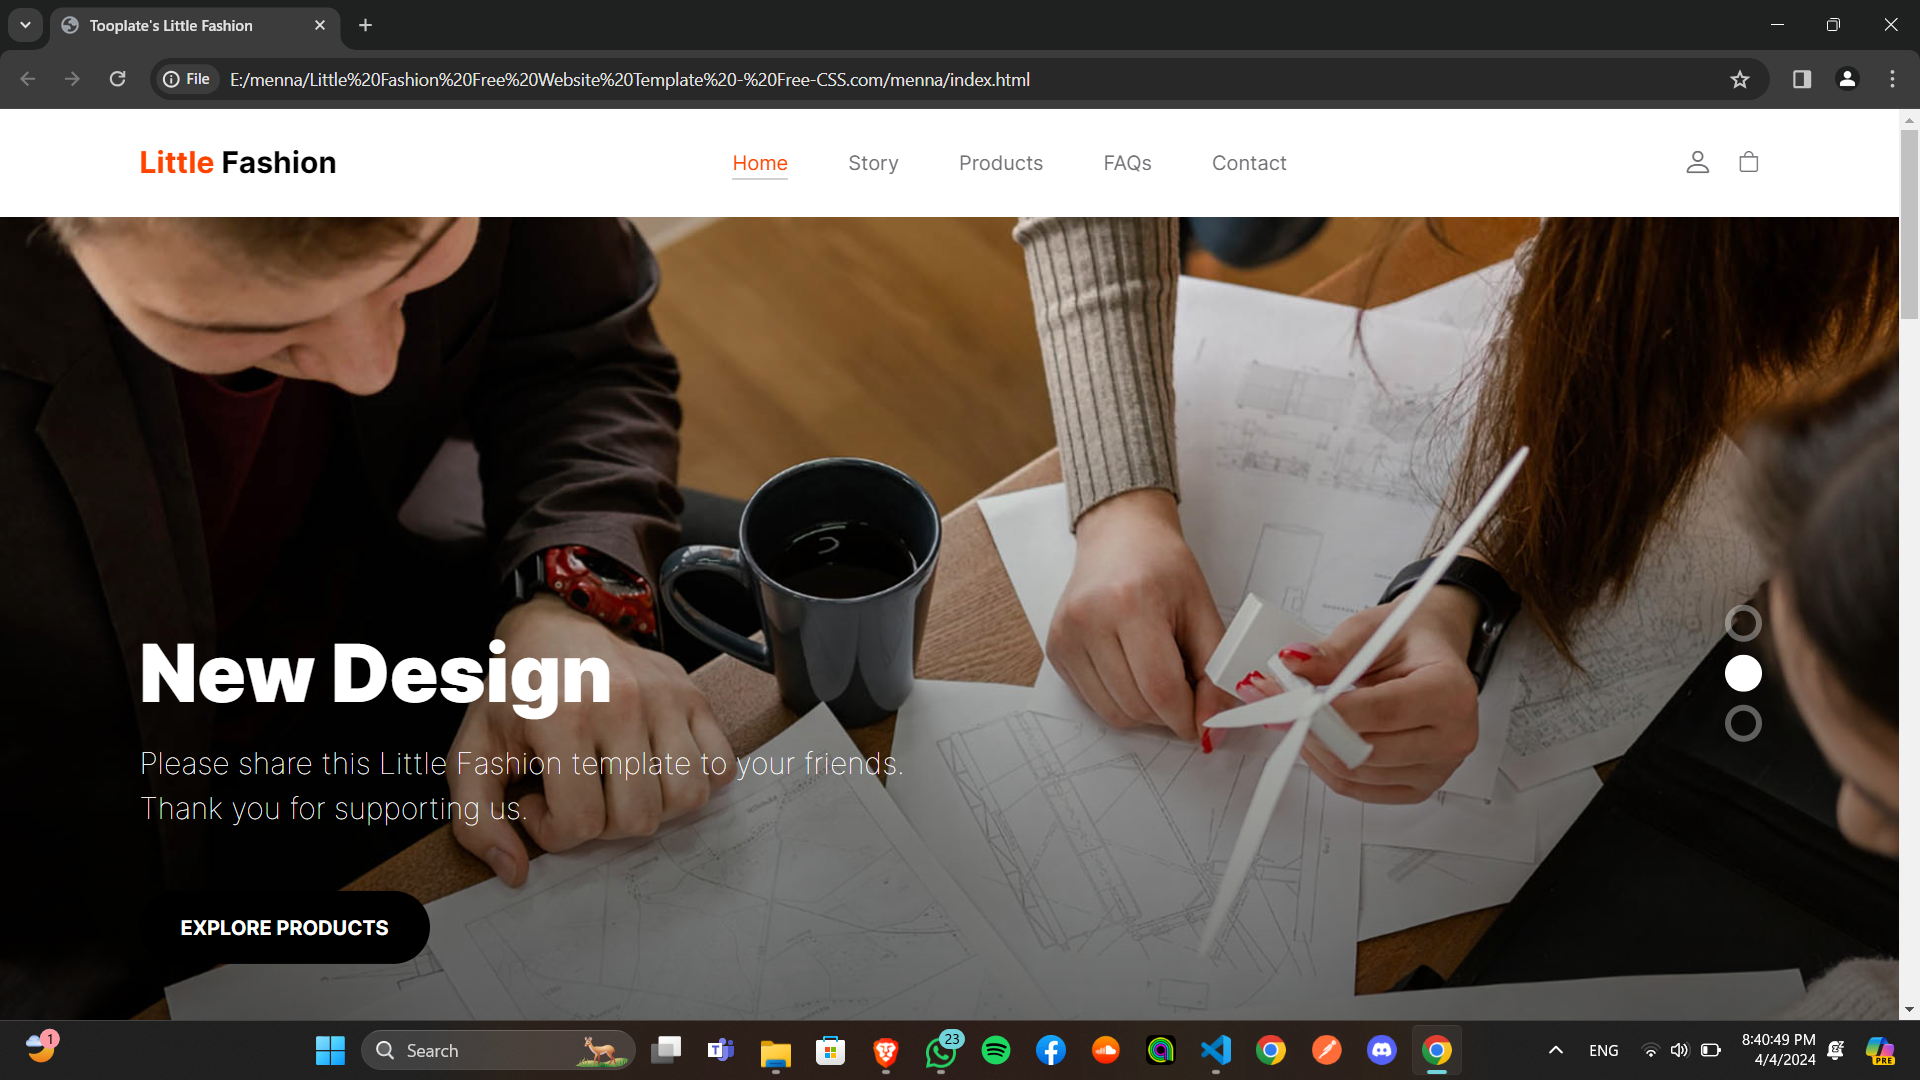 Tooplate's Little Fashion
File
E:/menna/Little%20Fashion%20Free%20Website%20Template%20-%20Free-CSS.com/menna/index.html
Little Fashion
Home
Story
Products
FAQs
Contact
New Design
Please share this Little Fashion template to your friends.
Thank you for supporting us.
EXPLORE PRODUCTS
1
Search
23
ENG
8:40:49 PM
4/4/2024
PRE